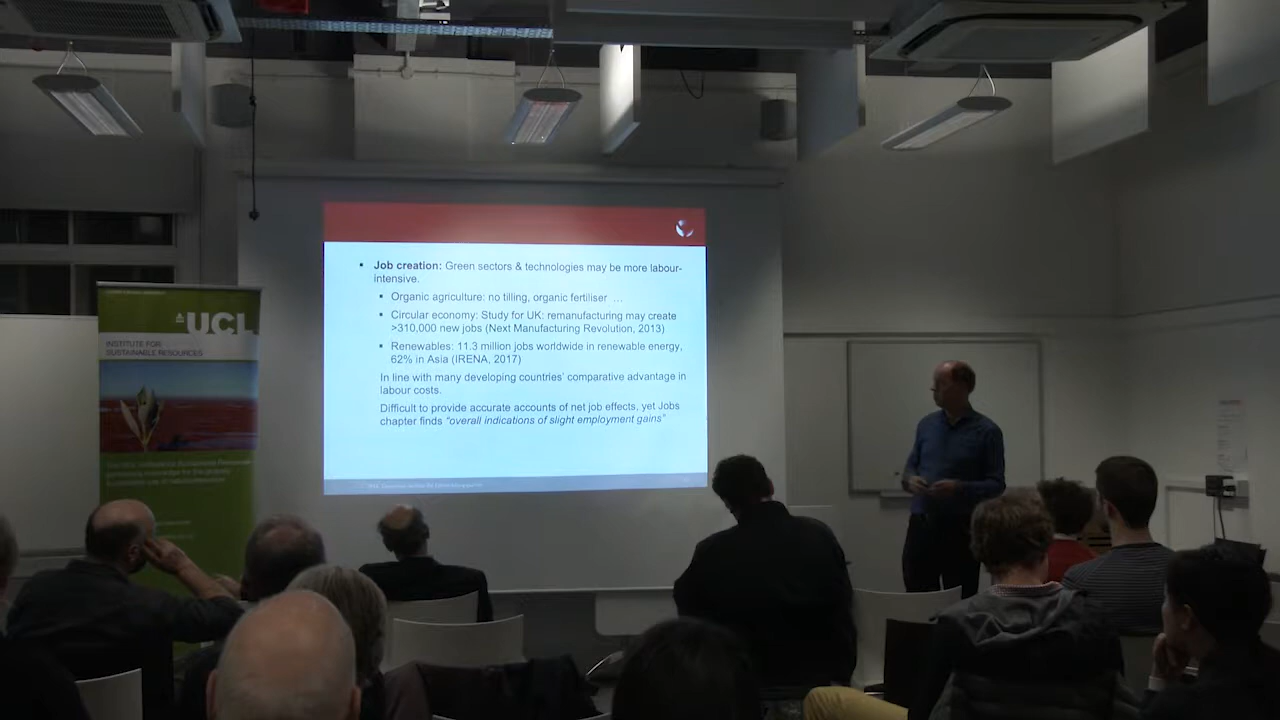 Job creation: Green sectors & technologies may be more labour-
intensive.
Organic agriculture: no tilling, organic fertiliser …
Circular economy: Study for UK: remanufacturing may create
>310,000 new jobs (Next Manufacturing Revolution, 2013)
Renewables: 11.3 million jobs worldwide in renewable energy,
62% in Asia (IRENA, 2017)
In line with many developing countries' comparative advantage in
labour costs.
Difficult to provide accurate accounts of net job effects, yet Jobs
chapter finds "overall indications of slight employment gains"
UCL
INSTITUTE FOR
SUSTAINABLE RESOURCES